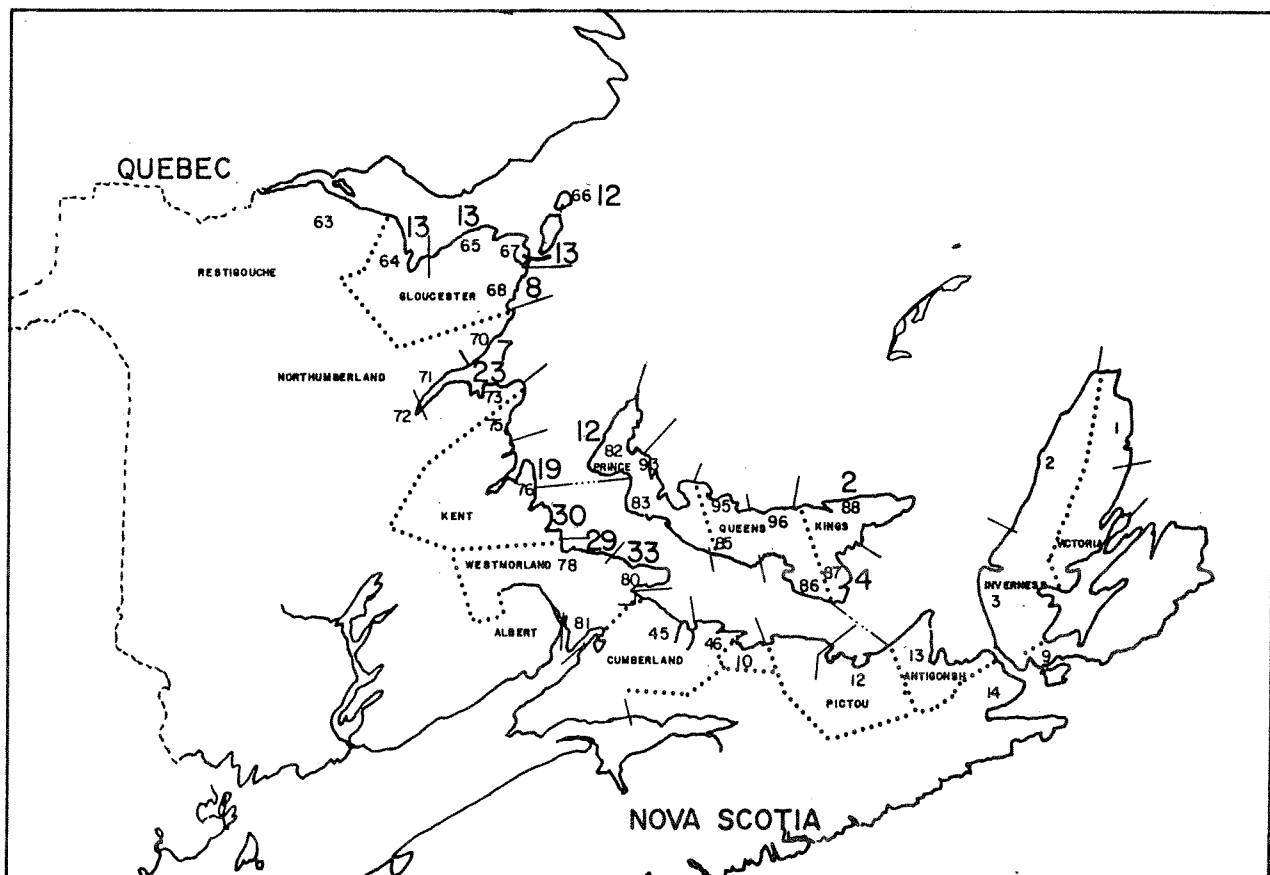 QUEBEC
66 12
63
13 13
65
67 13
64
RESTIGOUCHE
GLOUCESTER
68 8
70
7
NORTHUMBERLAND
71
23
73
72
75
12
82
PRINCE
93
19
76
83
30
KENT
95
QUEENS
96
2
88
KINGS
85
29
33
WESTMORLAND
78
80
86
87
4
1
2
VICTORIA
INVERNESS
3
ALBERT
81
45
46
CUMBERLAND
10
12
PICTOU
13
ANTIGONSH
9
14
NOVA SCOTIA